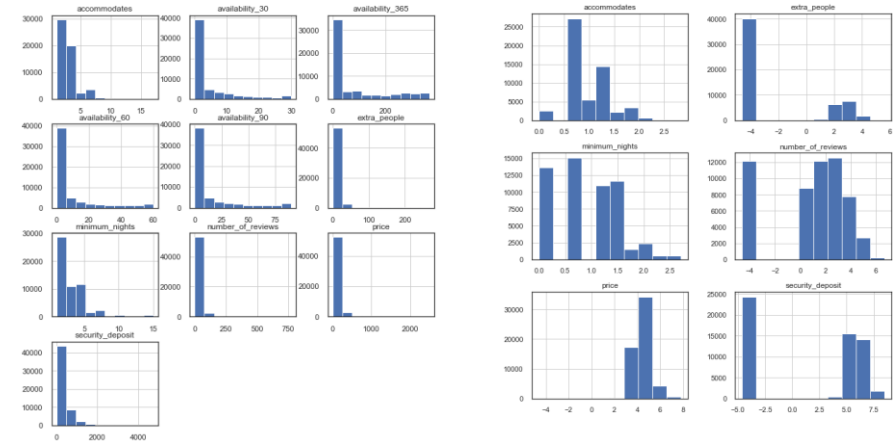 accommodates
availability_30
availability_365
30000
20000
10000
0
5 10 15
40000
30000
20000
10000
0
0 10 20 30
30000
20000
10000
0
0 200
availability_60
availability_90
extra_people
40000
30000
20000
10000
0
0 20 40 60
40000
30000
20000
10000
0
0 25 50 75
40000
20000
0
0 100 200
minimum_nights
number_of_reviews
price
30000
20000
10000
0
5 10 15
40000
20000
0
0 250 500 750
40000
20000
0
0 1000 2000
security_deposit
40000
30000
20000
10000
0
0 2000 4000
accommodates
25000
20000
15000
10000
5000
0
0.0 0.5 1.0 1.5 2.0 2.5
extra_people
40000
30000
20000
10000
0
-4 -2 0 2 4 6
minimum_nights
15000
12500
10000
7500
5000
2500
0
0.0 0.5 1.0 1.5 2.0 2.5
number_of_reviews
12000
10000
8000
6000
4000
2000
0
-4 -2 0 2 4 6
price
30000
20000
10000
0
-4 -2 0 2 4 6 8
security_deposit
25000
20000
15000
10000
5000
0
-5.0 -2.5 0.0 2.5 5.0 7.5